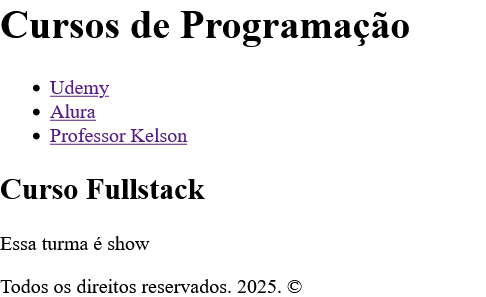 Cursos de Programação
Udemy
Alura
Professor Kelson
Curso Fullstack
Essa turma é show
Todos os direitos reservados. 2025. ©